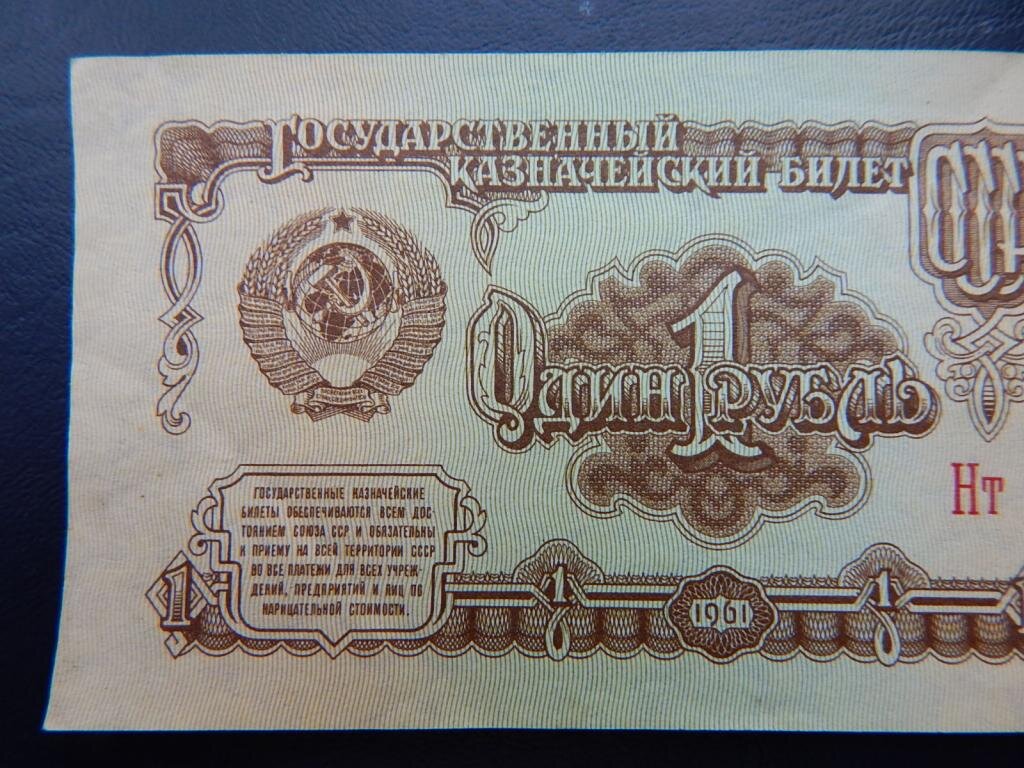 Государственный
казначейский билет
Один 1 рубль
Нт
ГОСУДАРСТВЕННЫЕ КАЗНАЧЕЙСКИЕ
БИЛЕТЫ ОБЕСПЕЧИВАЮТСЯ ВСЕМ ДОС-
ТОЯНИЕМ СОЮЗА ССР И ОБЯЗАТЕЛЬНЫ
К ПРИЕМУ НА ВСЕЙ ТЕРРИТОРИИ СССР
ВО ВСЕ ПЛАТЕЖИ ДЛЯ ВСЕХ УЧРЕЖ-
ДЕНИЙ, ПРЕДПРИЯТИЙ И ЛИЦ ПО
НАРИЦАТЕЛЬНОЙ СТОИМОСТИ.
1 1 1961 1